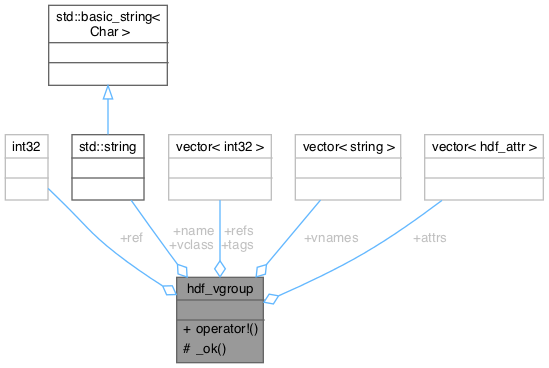 std::basic_string<
Char >
int32
std::string
vector< int32 >
vector< string >
vector< hdf_attr >
+ref
+name
+vclass
+refs
+tags
+vnames
+attrs
hdf_vgroup
+ operator!()
# _ok()